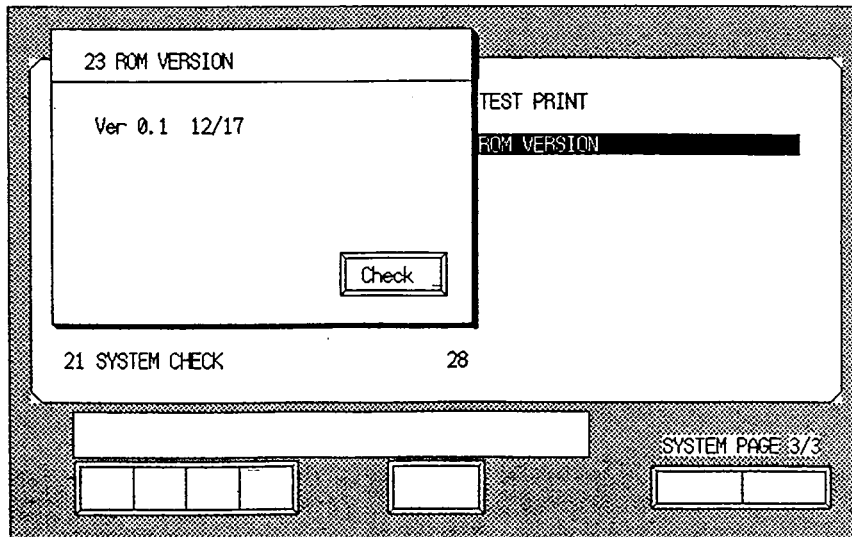 23 ROM VERSION
Ver 0.1 12/17
Check
TEST PRINT
ROM VERSION
21 SYSTEM CHECK
28
SYSTEM PAGE 3/3